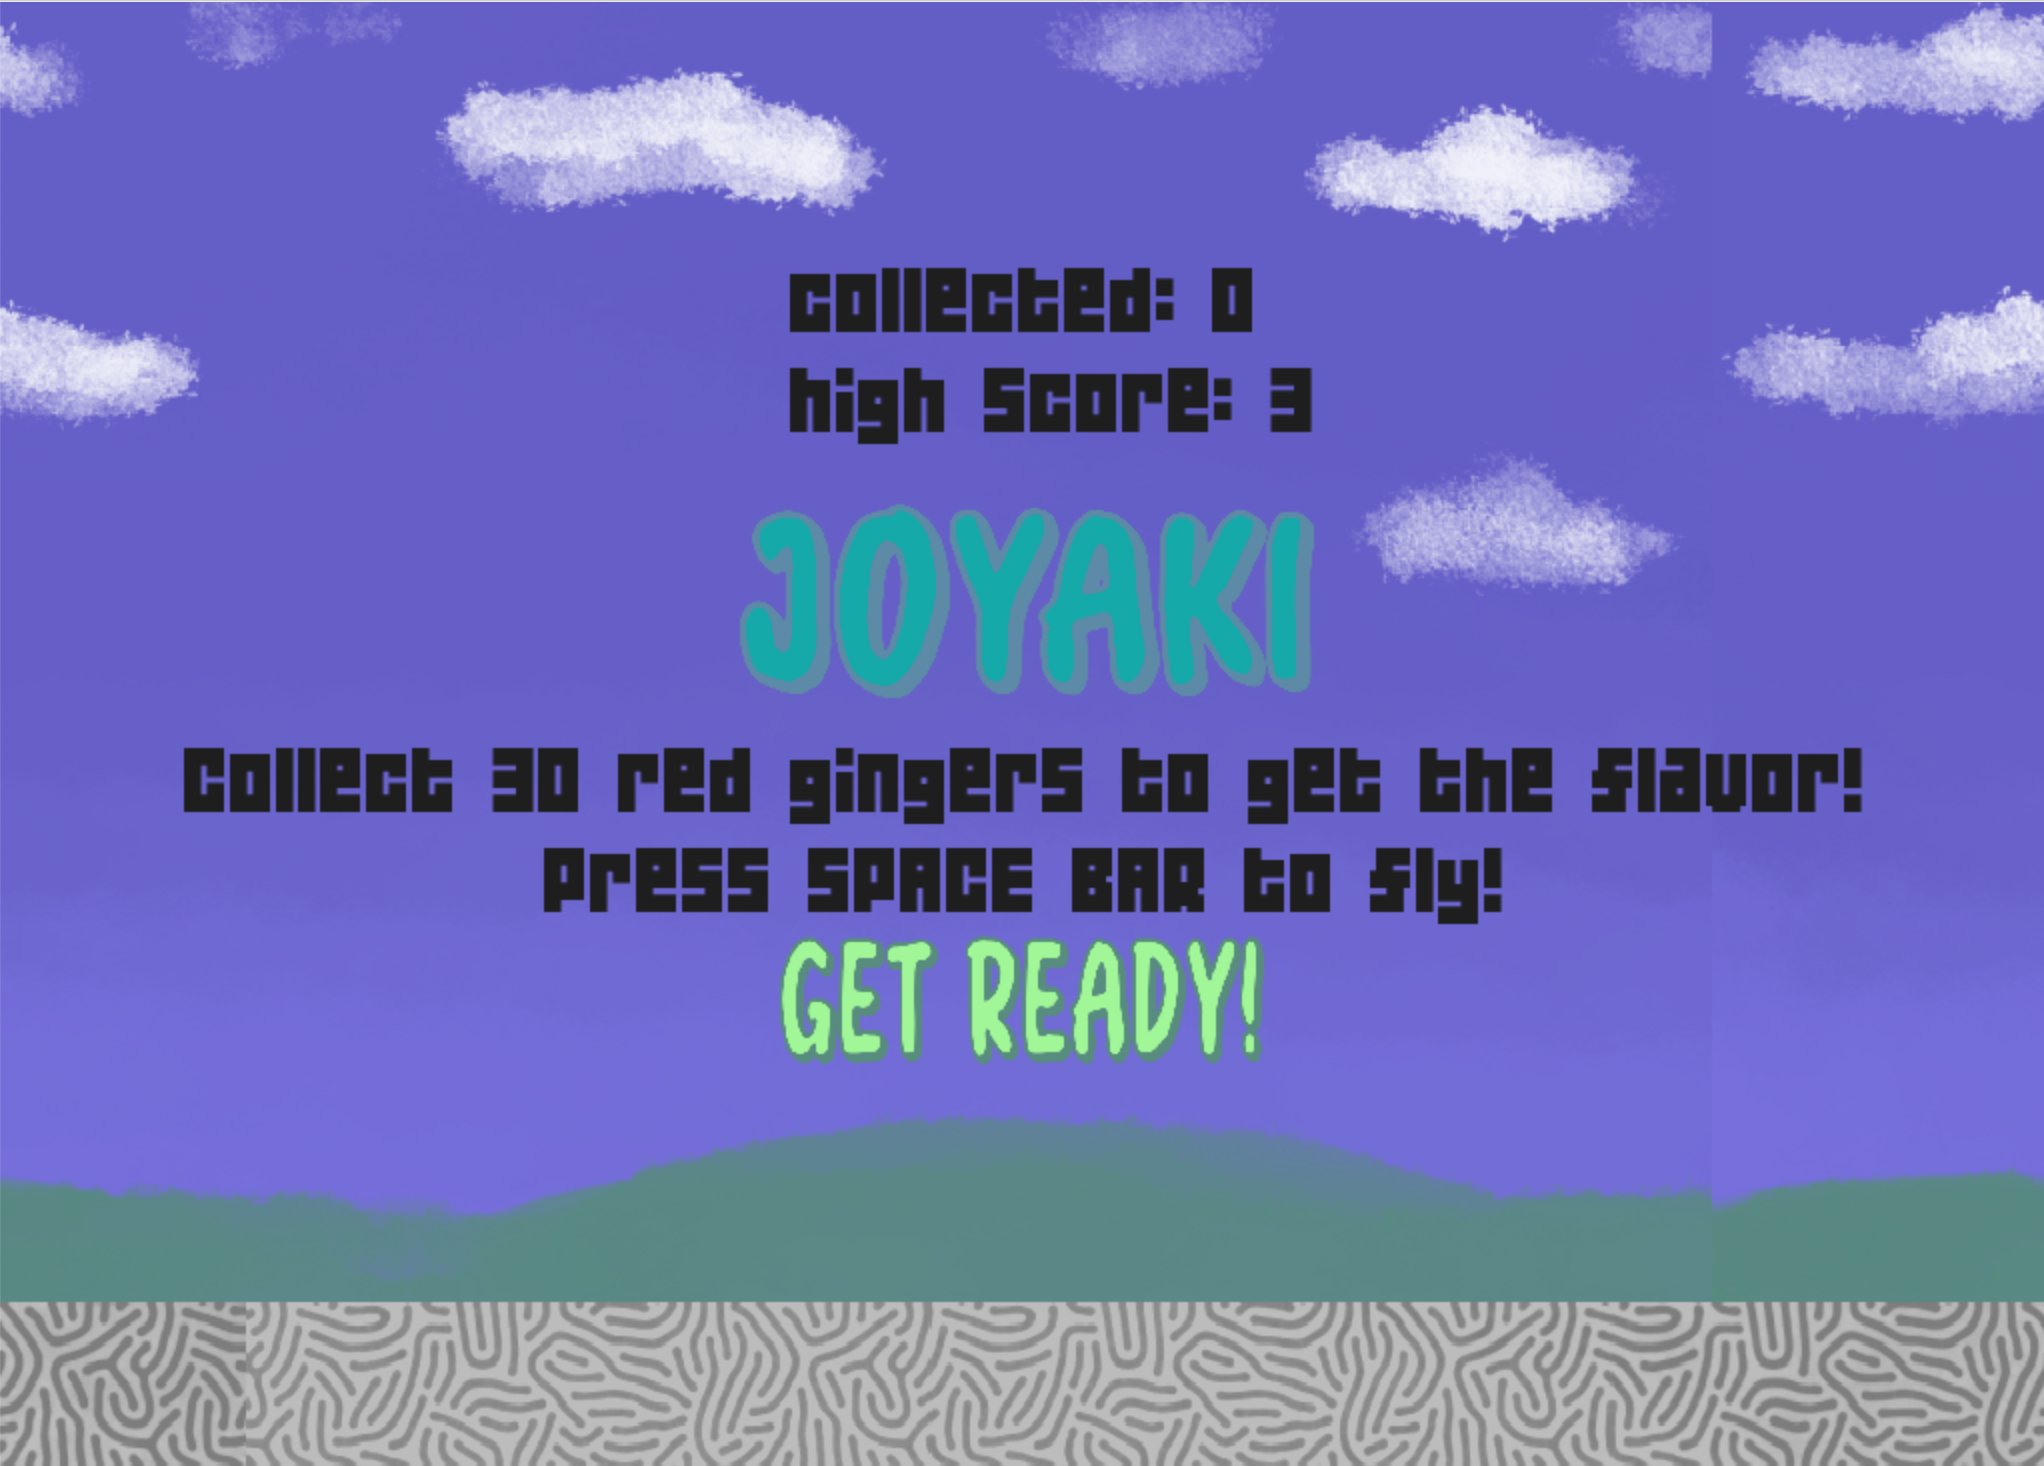 collected: 0
high Score: 3
JOYAKI
Collect 30 red gingers to get the flavor!
Press SPACE BAR to fly!
GET READY!